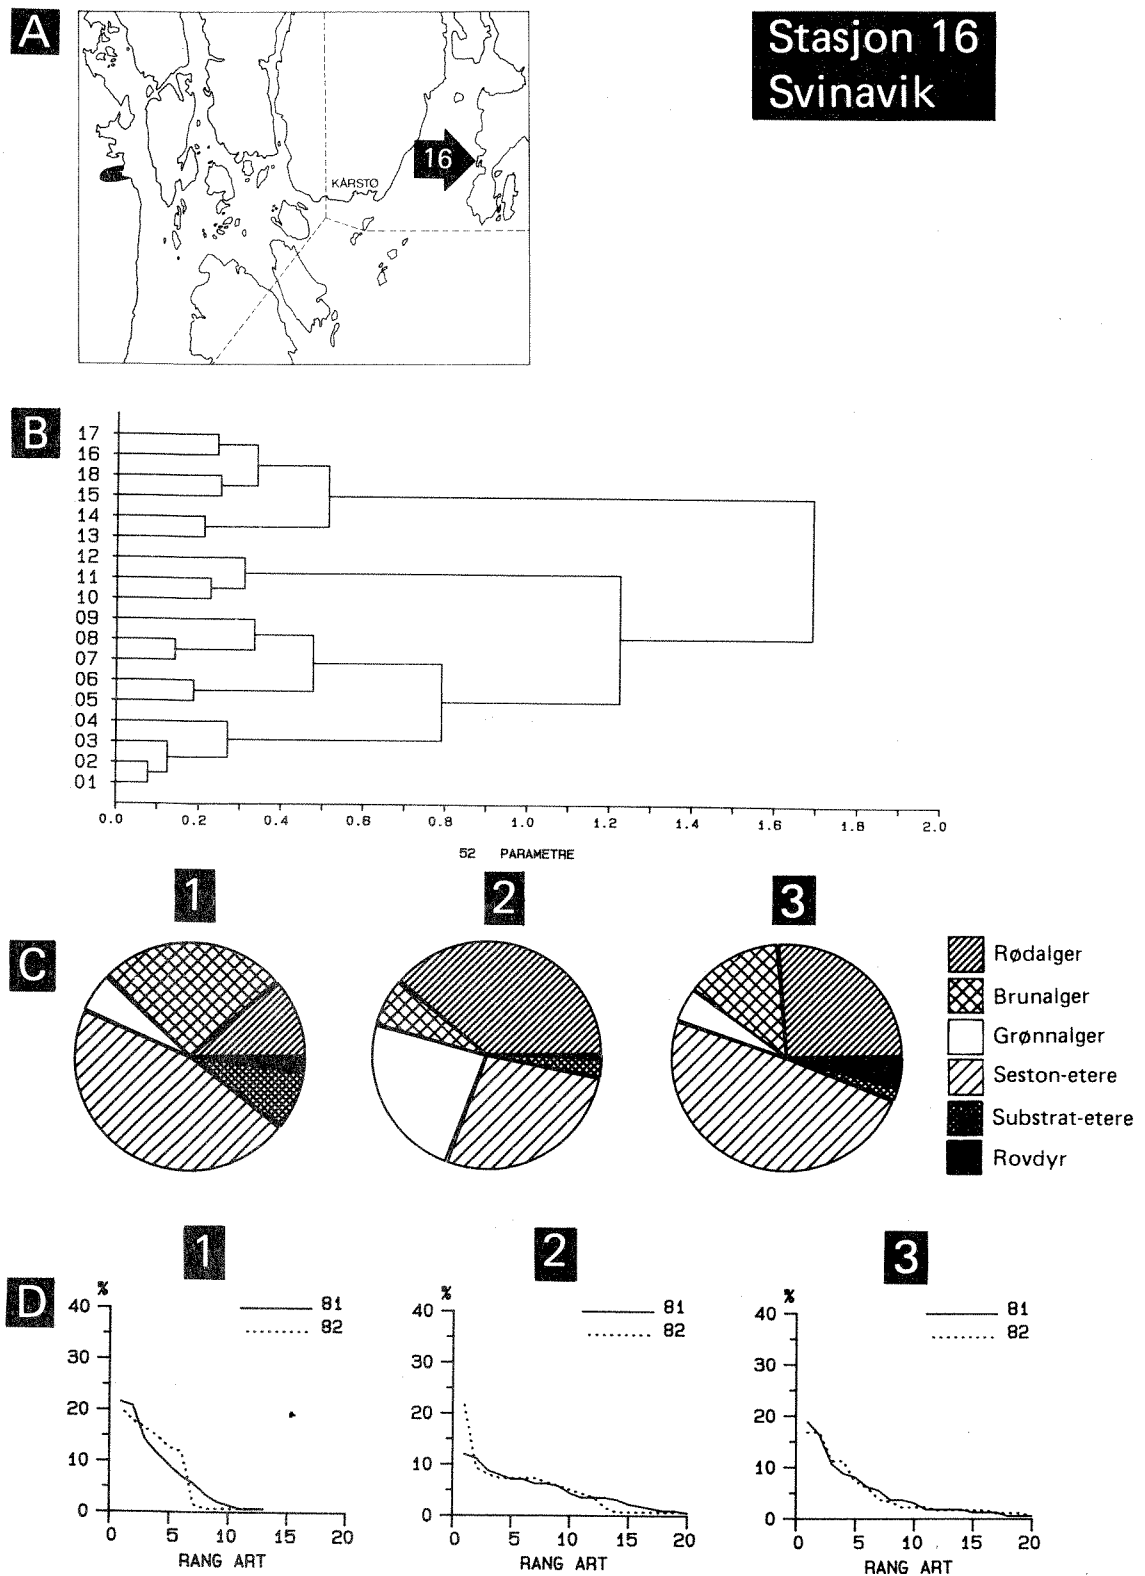 A
Stasjon 16
Svinavik
16
KÅRSTØ
B
17
16
18
15
14
13
12
11
10
09
08
07
06
05
04
03
02
01
0.0 0.2 0.4 0.6 0.8 1.0 1.2 1.4 1.6 1.8 2.0
52 PARAMETRE
1 2 3
C
Rødalger
Brunalger
Grønnalger
Seston-etere
Substrat-etere
Rovdyr
1 2 3
D
%
40
30
20
10
0
81
82
0 5 10 15 20
RANG ART
%
40
30
20
10
0
81
82
0 5 10 15 20
RANG ART
%
40
30
20
10
0
81
82
0 5 10 15 20
RANG ART